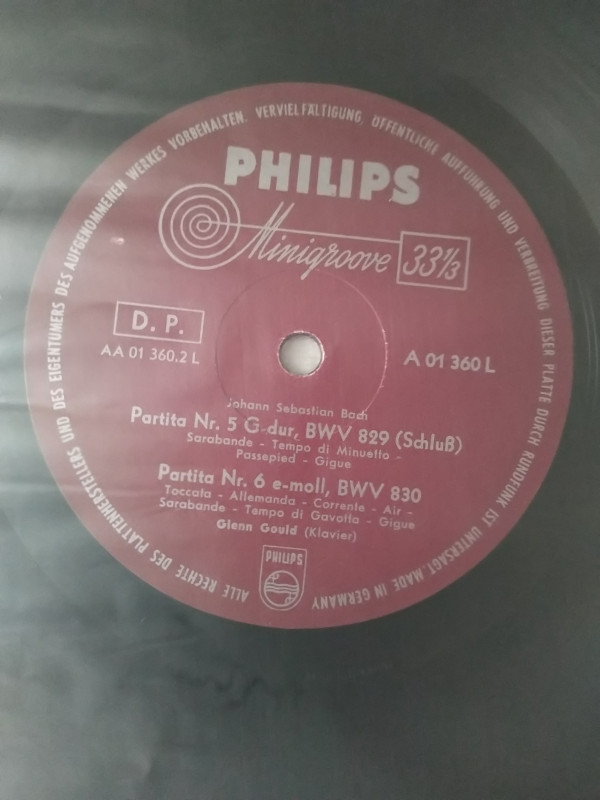 ALLE RECHTE DES PLATTENHERSTELLERS UND DES EIGENTÜMERS DES AUFGENOMMENEN WERKES VORBEHALTEN. VERVIELFÄLTIGUNG, ÖFFENTLICHE AUFFÜHRUNG UND VERBREITUNG DIESER PLATTE DURCH RUNDFUNK IST UNTERSAGT. MADE IN GERMANY
PHILIPS
Minigroove 33⅓
D. P.
AA 01 360.2 L
A 01 360 L
Johann Sebastian Bach
Partita Nr. 5 G-dur, BWV 829 (Schluß)
Sarabande - Tempo di Minuetto -
Passepied - Gigue
Partita Nr. 6 e-moll, BWV 830
Toccata - Allemanda - Corrente - Air -
Sarabande - Tempo di Gavotta - Gigue
Glenn Gould (Klavier)
PHILIPS